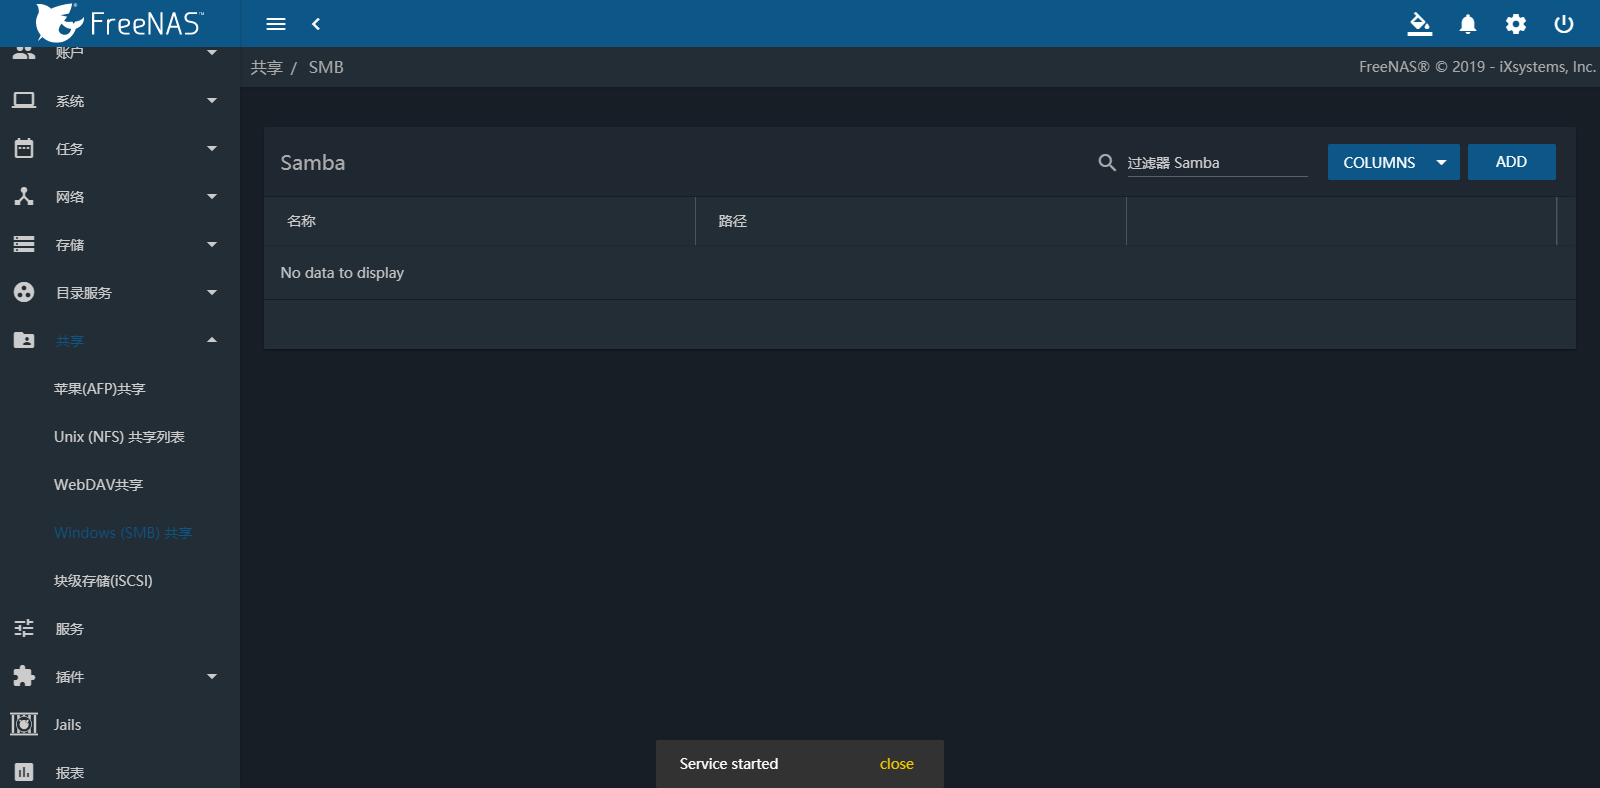 FreeNAS™
共享 / SMB
FreeNAS® © 2019 - iXsystems, Inc.
账户
系统
任务
网络
存储
目录服务
共享
苹果(AFP)共享
Unix (NFS) 共享列表
WebDAV共享
Windows (SMB) 共享
块级存储(iSCSI)
服务
插件
Jails
报表
Samba
过滤器 Samba
COLUMNS
ADD
名称 路径
No data to display
Service started close